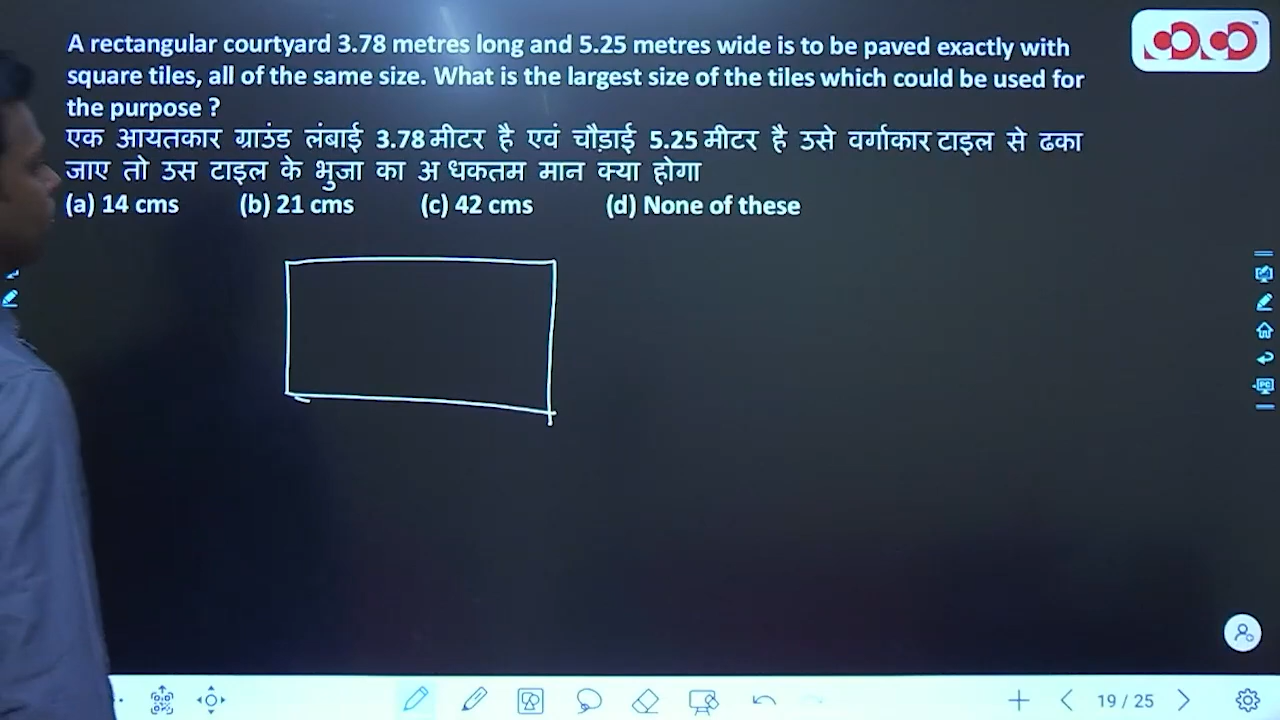 A rectangular courtyard 3.78 metres long and 5.25 metres wide is to be paved exactly with
square tiles, all of the same size. What is the largest size of the tiles which could be used for
the purpose ?
एक आयतकार ग्राउंड लंबाई 3.78 मीटर है एवं चौड़ाई 5.25 मीटर है उसे वर्गाकार टाइल से ढका
जाए तो उस टाइल के भुजा का अ धकतम मान क्या होगा
(a) 14 cms (b) 21 cms (c) 42 cms (d) None of these
PC
19 / 25